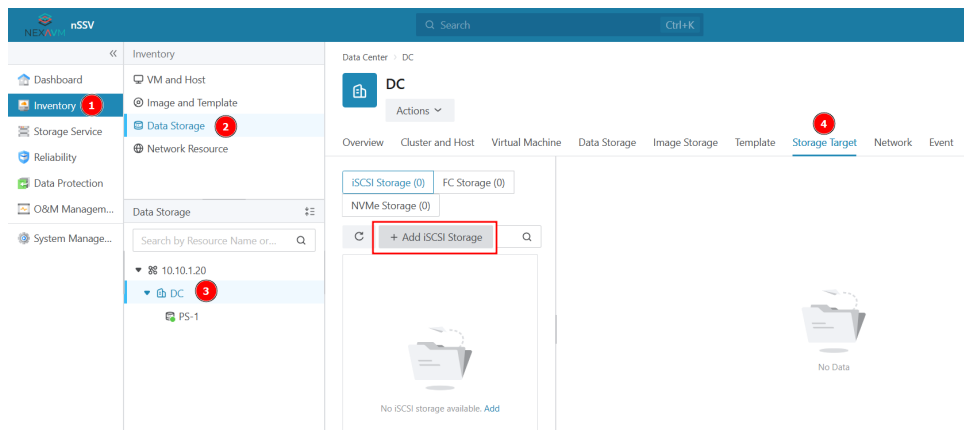 NEXAVM nSSV
Search Ctrl+K
«
Inventory
Dashboard
Inventory 1
Storage Service
Reliability
Data Protection
O&M Managem...
System Manage...
VM and Host
Image and Template
Data Storage 2
Network Resource
Data Storage
Search by Resource Name or...
10.10.1.20
DC 3
PS-1
Data Center > DC
DC
Actions
4
Overview Cluster and Host Virtual Machine Data Storage Image Storage Template Storage Target Network Event
iSCSI Storage (0) FC Storage (0)
NVMe Storage (0)
+ Add iSCSI Storage
No iSCSI storage available. Add
No Data